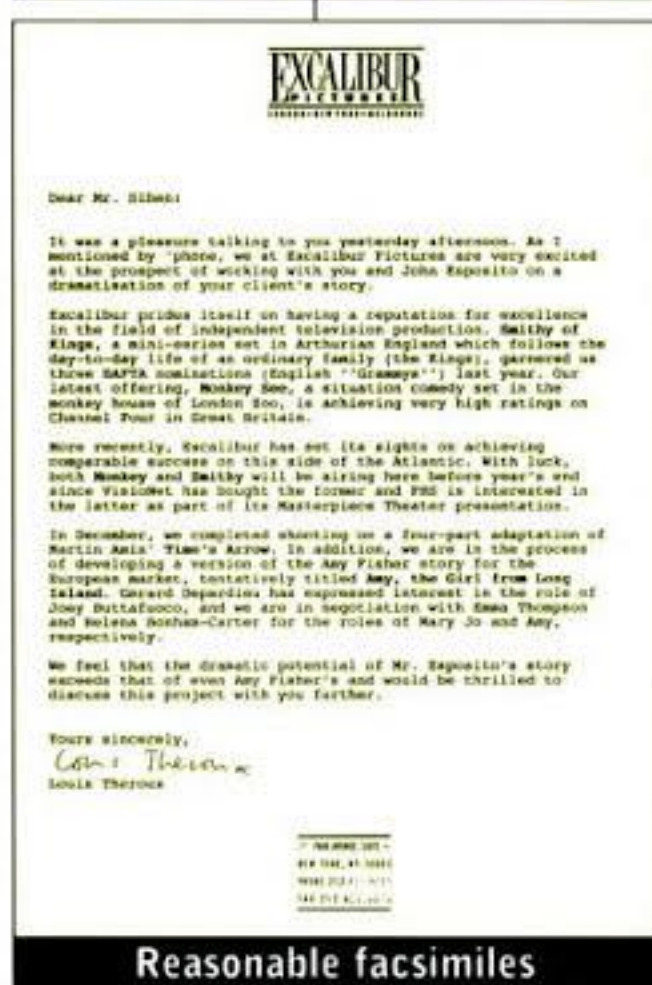 EXCALIBUR
PICTURES
LONDON • NEW YORK • MELBOURNE
Dear Mr. Siben:
It was a pleasure talking to you yesterday afternoon. As I
mentioned by 'phone, we at Excalibur Pictures are very excited
at the prospect of working with you and John Esposito on a
dramatisation of your client's story.
Excalibur prides itself on having a reputation for excellence
in the field of independent television production. Smithy of
Kings, a mini-series set in Arthurian England which follows the
day-to-day life of an ordinary family (the Kings), garnered us
three BAFTA nominations (English ''Grammys'') last year. Our
latest offering, Monkey See, a situation comedy set in the
monkey house of London Zoo, is achieving very high ratings on
Channel Four in Great Britain.
More recently, Excalibur has set its sights on achieving
comparable success on this side of the Atlantic. With luck,
both Monkey and Smithy will be airing here before year's end
since VisioNet has bought the former and PBS is interested in
the latter as part of its Masterpiece Theater presentation.
In December, we completed shooting on a four-part adaptation of
Martin Amis' Time's Arrow. In addition, we are in the process
of developing a version of the Amy Fisher story for the
European market, tentatively titled Amy, the Girl from Long
Island. Gerard Depardieu has expressed interest in the role of
Joey Buttafuoco, and we are in negotiation with Emma Thompson
and Helena Bonham-Carter for the roles of Mary Jo and Amy,
respectively.
We feel that the dramatic potential of Mr. Esposito's story
exceeds that of even Amy Fisher's and would be thrilled to
discuss this project with you further.
Yours sincerely,
Louis Theroux
Louis Theroux
NEW YORK, NY
Reasonable facsimiles